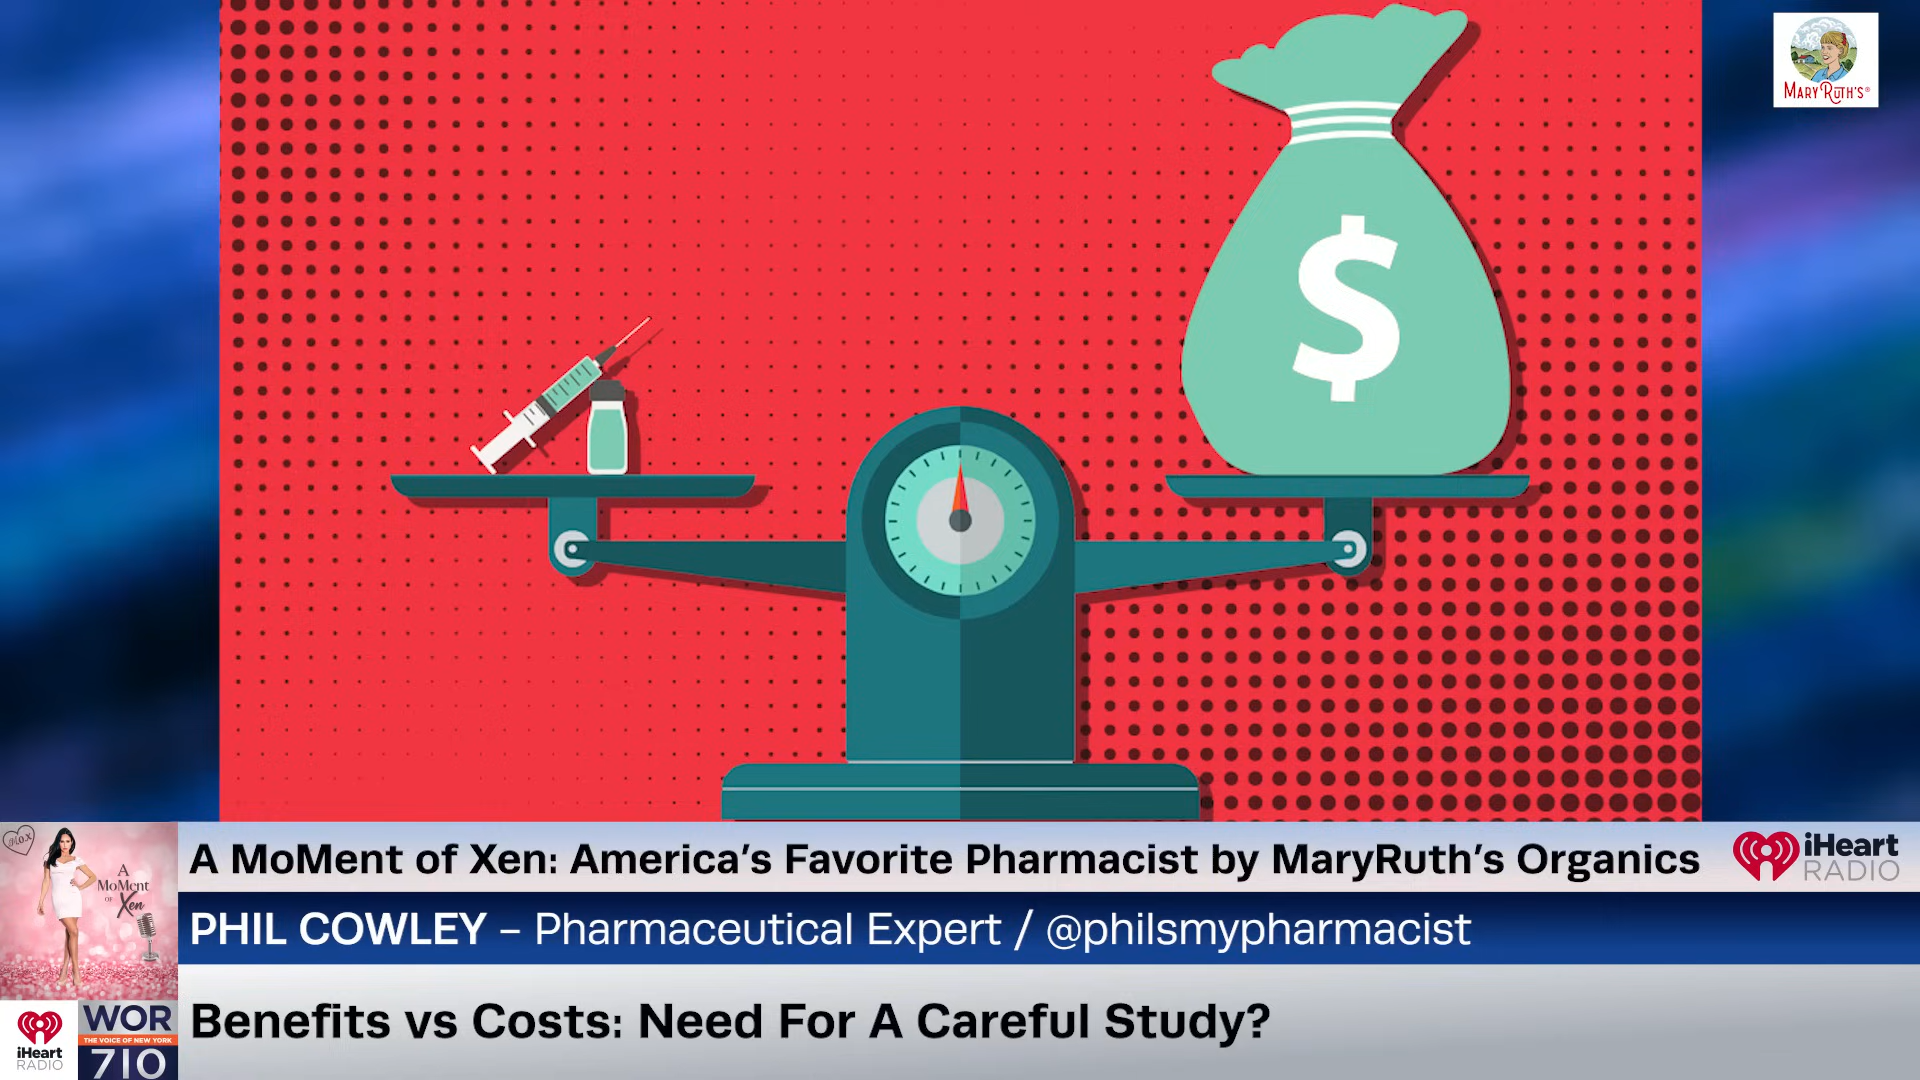 MARYRUTH'S®
$
A MoMent of Xen: America's Favorite Pharmacist by MaryRuth's Organics
iHeart
RADIO
M.O.X
A
MoMent
OF
Xen
PHIL COWLEY – Pharmaceutical Expert / @philsmypharmacist
Benefits vs Costs: Need For A Careful Study?
iHeart
RADIO
WOR
THE VOICE OF NEW YORK
710